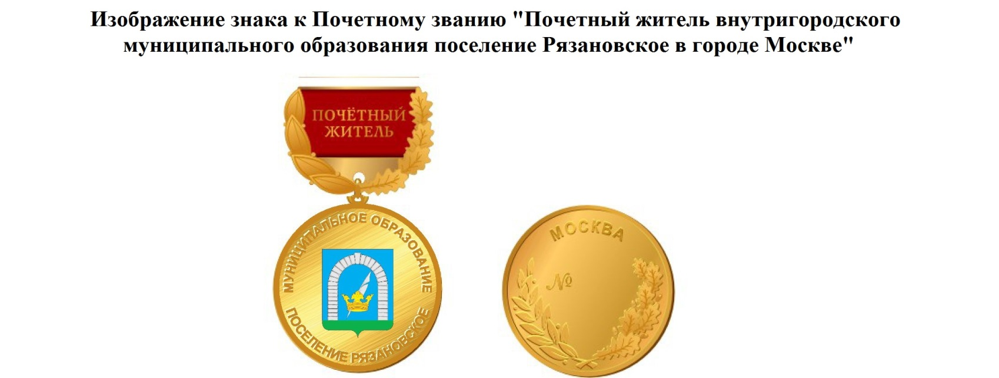 Изображение знака к Почетному званию "Почетный житель внутригородского
муниципального образования поселение Рязановское в городе Москве"
ПОЧЁТНЫЙ
ЖИТЕЛЬ
МУНИЦИПАЛЬНОЕ ОБРАЗОВАНИЕ
ПОСЕЛЕНИЕ РЯЗАНОВСКОЕ
МОСКВА
№